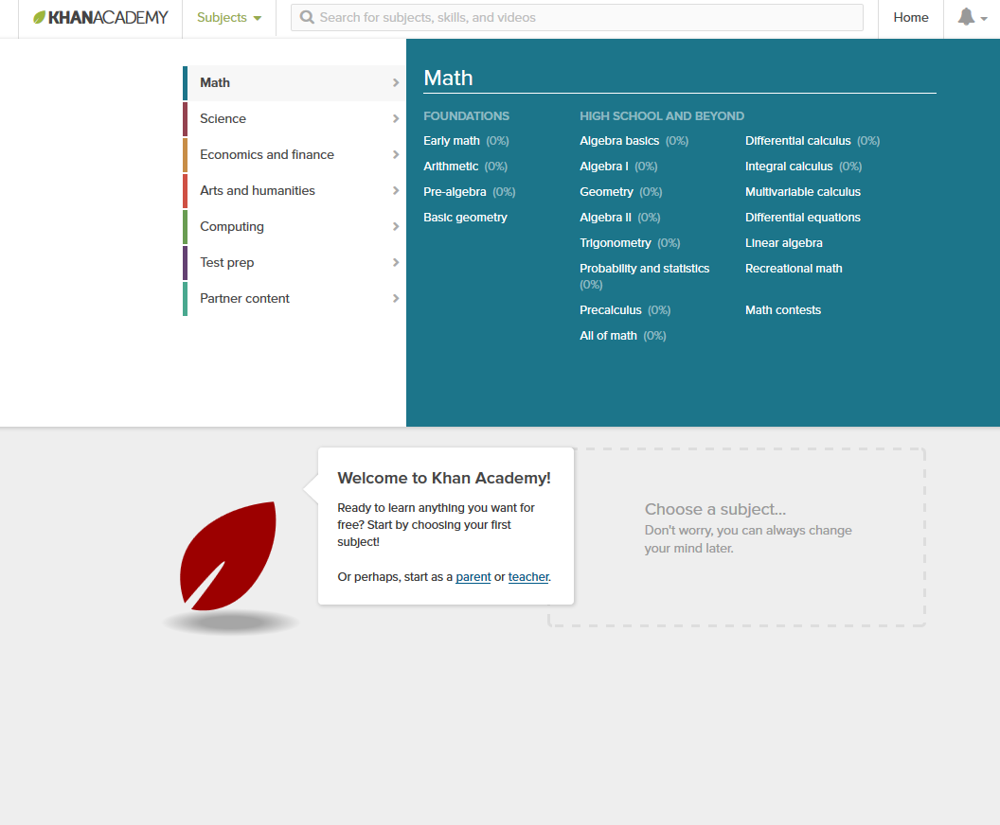 KHANACADEMY
Subjects
Search for subjects, skills, and videos
Home
Math
Science
Economics and finance
Arts and humanities
Computing
Test prep
Partner content
Math
FOUNDATIONS
Early math (0%)
Arithmetic (0%)
Pre-algebra (0%)
Basic geometry
HIGH SCHOOL AND BEYOND
Algebra basics (0%)
Algebra I (0%)
Geometry (0%)
Algebra II (0%)
Trigonometry (0%)
Probability and statistics
(0%)
Precalculus (0%)
All of math (0%)
Differential calculus (0%)
Integral calculus (0%)
Multivariable calculus
Differential equations
Linear algebra
Recreational math
Math contests
Welcome to Khan Academy!
Ready to learn anything you want for
free? Start by choosing your first
subject!
Or perhaps, start as a parent or teacher.
Choose a subject...
Don't worry, you can always change
your mind later.